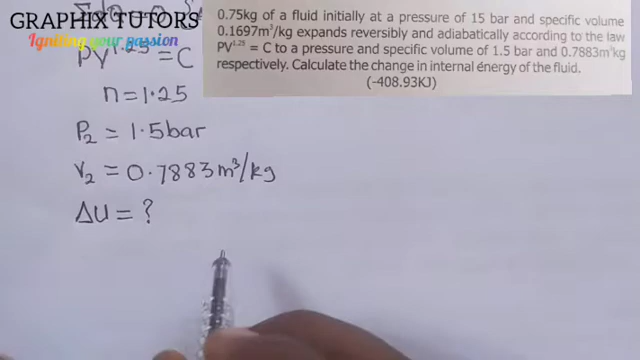 GRAPHIX TUTORS
Igniting your passion
0.75kg of a fluid initially at a pressure of 15 bar and specific volume
0.1697m³/kg expands reversibly and adiabatically according to the law
PV¹·²⁵ = C to a pressure and specific volume of 1.5 bar and 0.7883m³kg
respectively. Calculate the change in internal énergy of the fluid.
(-408.93KJ)
PV¹·²⁵ = C
n = 1.25
P₂ = 1.5bar
V₂ = 0.7883m³/kg
ΔU = ?